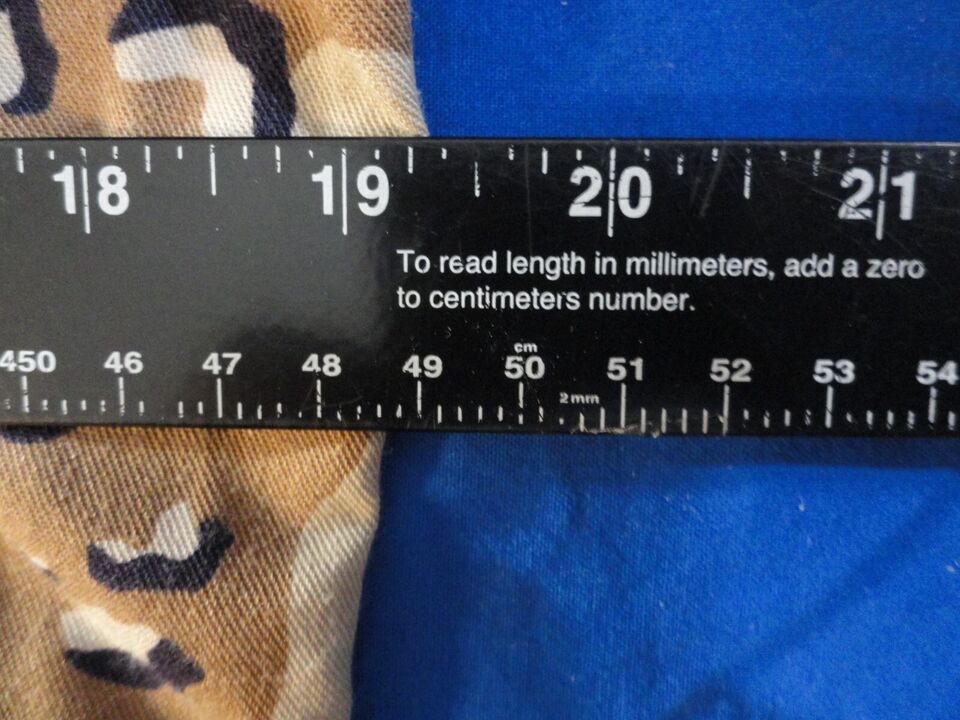 18 19 20 21
To read length in millimeters, add a zero
to centimeters number.
cm
450 46 47 48 49 50 51 52 53 54
2mm